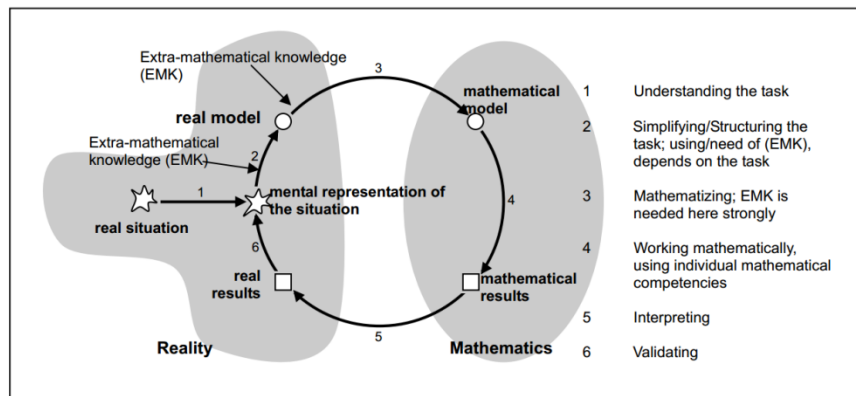 Extra-mathematical knowledge
(EMK)
3
mathematical
model
real model
Extra-mathematical
knowledge (EMK)
2
1
mental representation of
the situation
real situation
4
6
real
results
mathematical
results
5
Reality
Mathematics
1 Understanding the task
2 Simplifying/Structuring the
task; using/need of (EMK),
depends on the task
3 Mathematizing; EMK is
needed here strongly
4 Working mathematically,
using individual mathematical
competencies
5 Interpreting
6 Validating